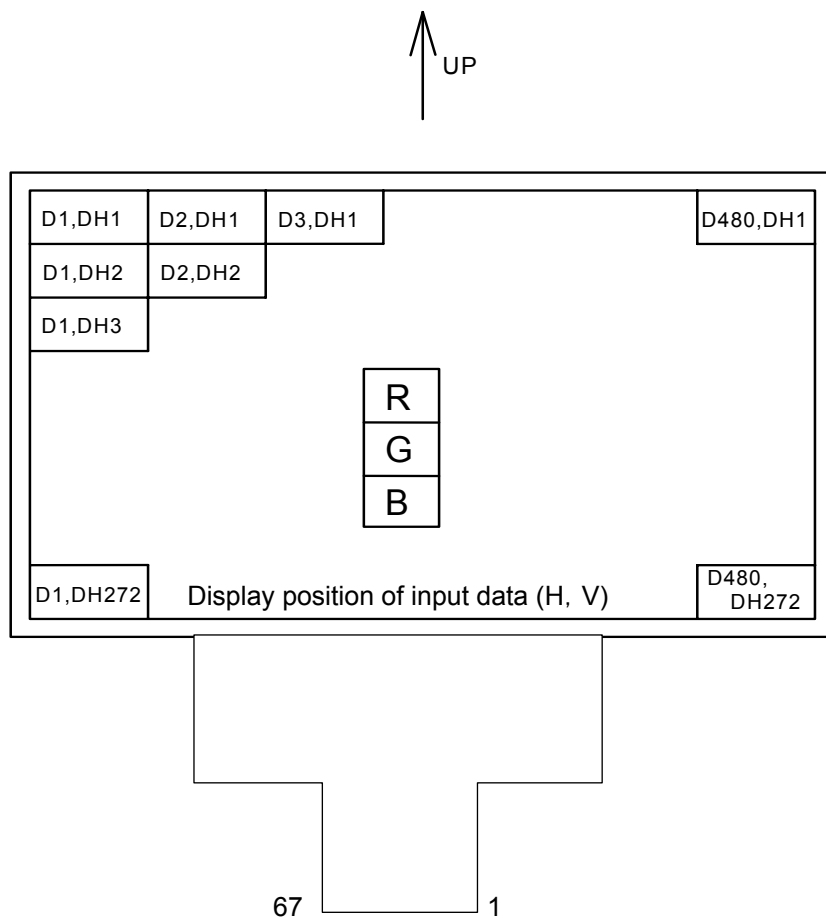 UP
D1,DH1 D2,DH1 D3,DH1 D480,DH1
D1,DH2 D2,DH2
D1,DH3
R
G
B
D1,DH272 Display position of input data (H, V) D480,
DH272
67 1